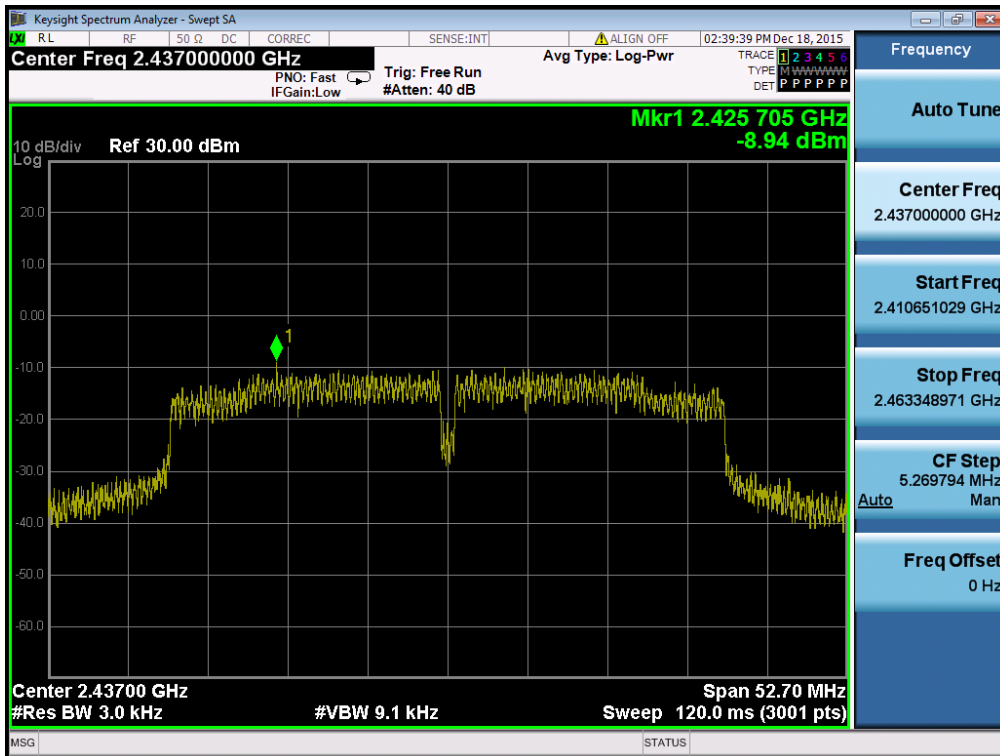 Keysight Spectrum Analyzer - Swept SA
LXI RL RF 50 Ω DC CORREC SENSE:INT ALIGN OFF 02:39:39 PM Dec 18, 2015
Center Freq 2.437000000 GHz
PNO: Fast
IFGain:Low
Trig: Free Run
#Atten: 40 dB
Avg Type: Log-Pwr
TRACE 1 2 3 4 5 6
TYPE M W W W W W
DET P P P P P P
Mkr1 2.425 705 GHz
-8.94 dBm
10 dB/div Ref 30.00 dBm
Log
20.0
10.0
0.00
-10.0
-20.0
-30.0
-40.0
-50.0
-60.0
1
Center 2.43700 GHz Span 52.70 MHz
#Res BW 3.0 kHz #VBW 9.1 kHz Sweep 120.0 ms (3001 pts)
MSG STATUS
Frequency
Auto Tune
Center Freq
2.437000000 GHz
Start Freq
2.410651029 GHz
Stop Freq
2.463348971 GHz
CF Step
5.269794 MHz
Auto Man
Freq Offset
0 Hz